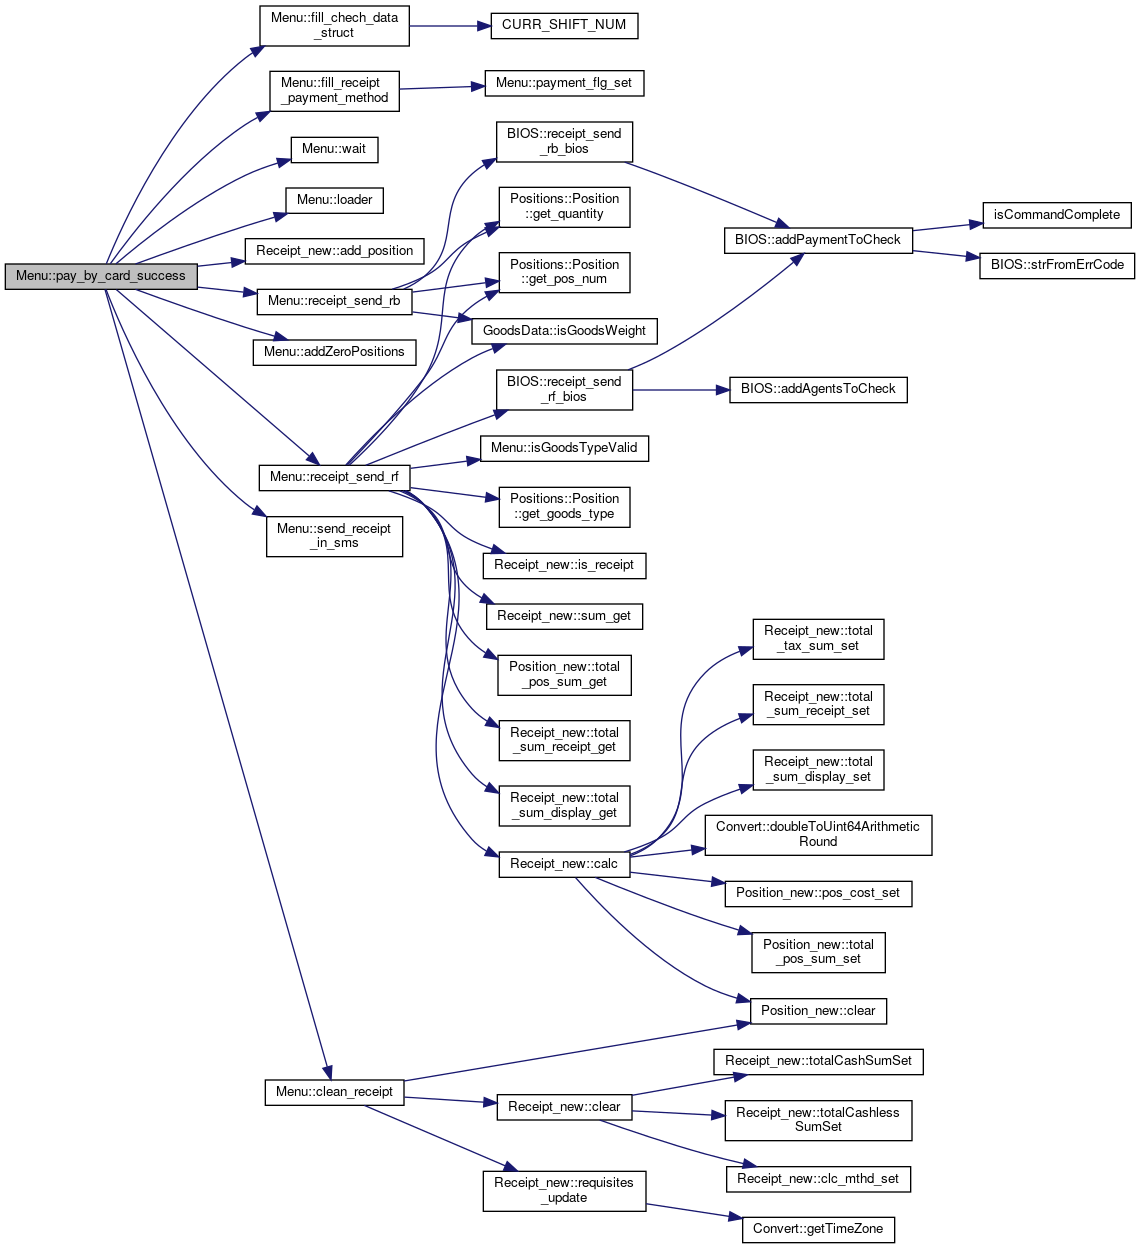 Menu::pay_by_card_success
Menu::fill_chech_data
_struct
CURR_SHIFT_NUM
Menu::fill_receipt
_payment_method
Menu::payment_flg_set
Menu::wait
Menu::loader
Receipt_new::add_position
Menu::receipt_send_rb
Menu::addZeroPositions
Menu::receipt_send_rf
Menu::send_receipt
_in_sms
Menu::clean_receipt
BIOS::receipt_send
_rb_bios
Positions::Position
::get_quantity
Positions::Position
::get_pos_num
GoodsData::isGoodsWeight
BIOS::receipt_send
_rf_bios
Menu::isGoodsTypeValid
Positions::Position
::get_goods_type
Receipt_new::is_receipt
Receipt_new::sum_get
Position_new::total
_pos_sum_get
Receipt_new::total
_sum_receipt_get
Receipt_new::total
_sum_display_get
Receipt_new::calc
Receipt_new::clear
Receipt_new::requisites
_update
BIOS::addPaymentToCheck
BIOS::addAgentsToCheck
Receipt_new::total
_tax_sum_set
Receipt_new::total
_sum_receipt_set
Receipt_new::total
_sum_display_set
Convert::doubleToUint64Arithmetic
Round
Position_new::pos_cost_set
Position_new::total
_pos_sum_set
Position_new::clear
Receipt_new::totalCashSumSet
Receipt_new::totalCashless
SumSet
Receipt_new::clc_mthd_set
Convert::getTimeZone
isCommandComplete
BIOS::strFromErrCode